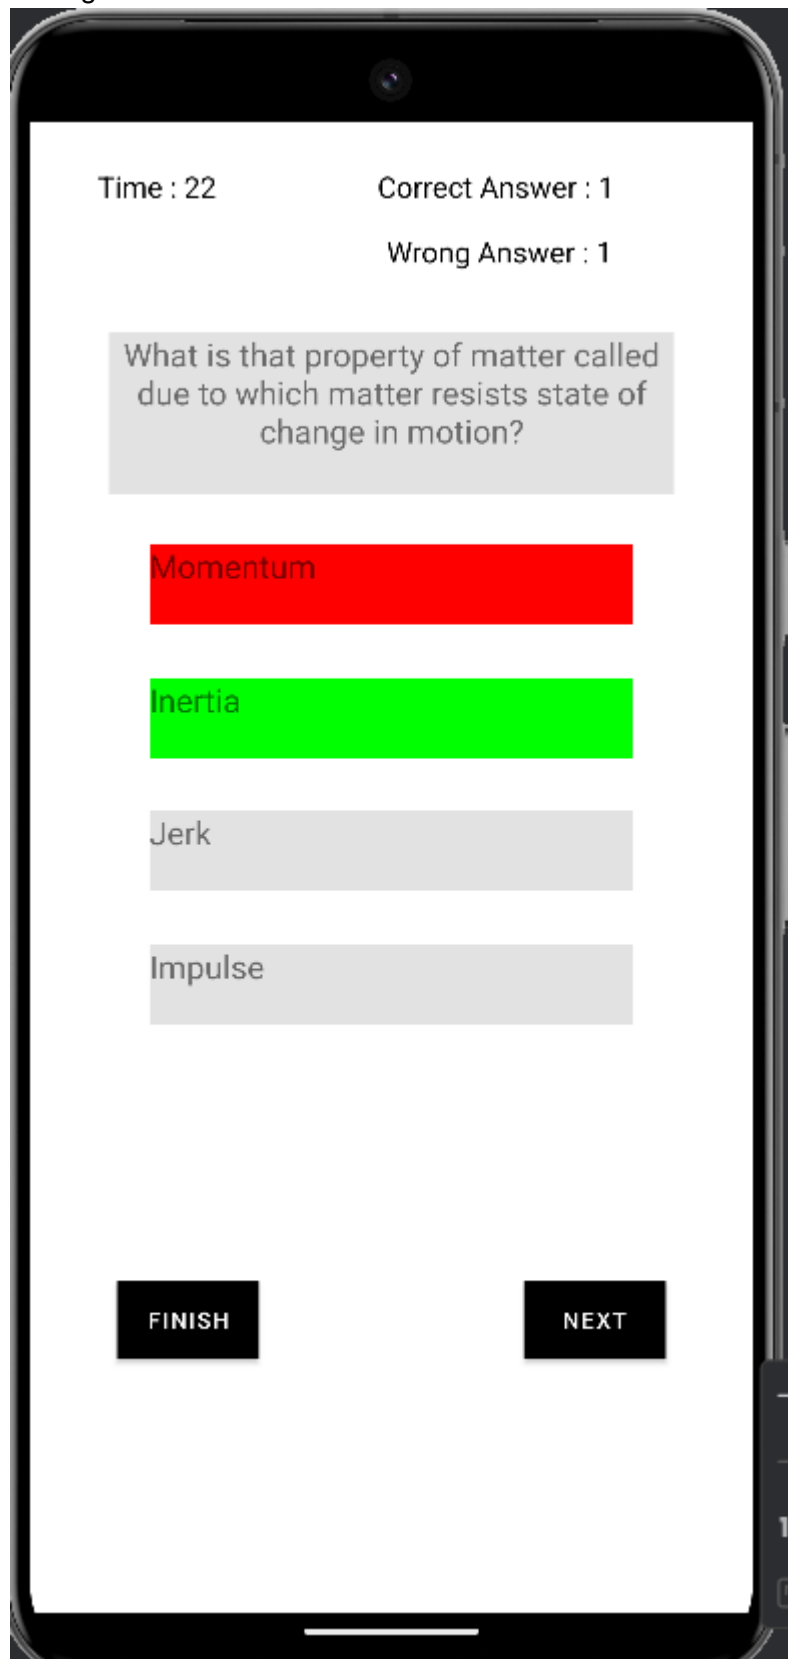 Time : 22
Correct Answer : 1
Wrong Answer : 1
What is that property of matter called
due to which matter resists state of
change in motion?
Momentum
Inertia
Jerk
Impulse
FINISH
NEXT